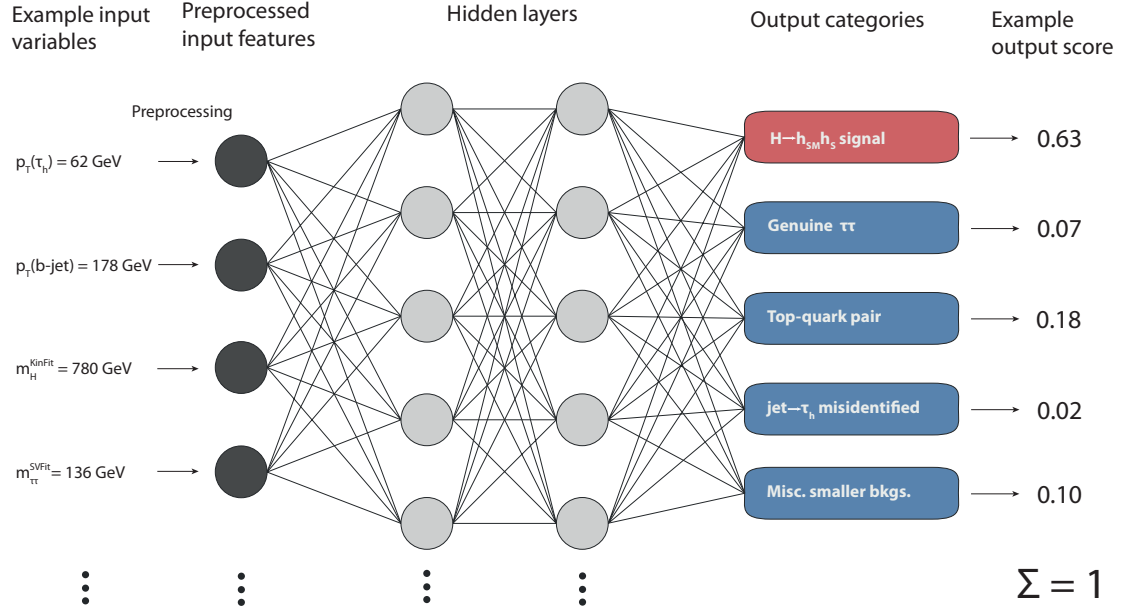 Example input
variables
Preprocessed
input features
Hidden layers
Output categories
Example
output score
Preprocessing
p_T(τ_h) = 62 GeV
p_T(b-jet) = 178 GeV
m_H^KinFit = 780 GeV
m_ττ^SVFit = 136 GeV
H→h_SM h_S signal
0.63
Genuine ττ
0.07
Top-quark pair
0.18
jet→τ_h misidentified
0.02
Misc. smaller bkgs.
0.10
Σ = 1